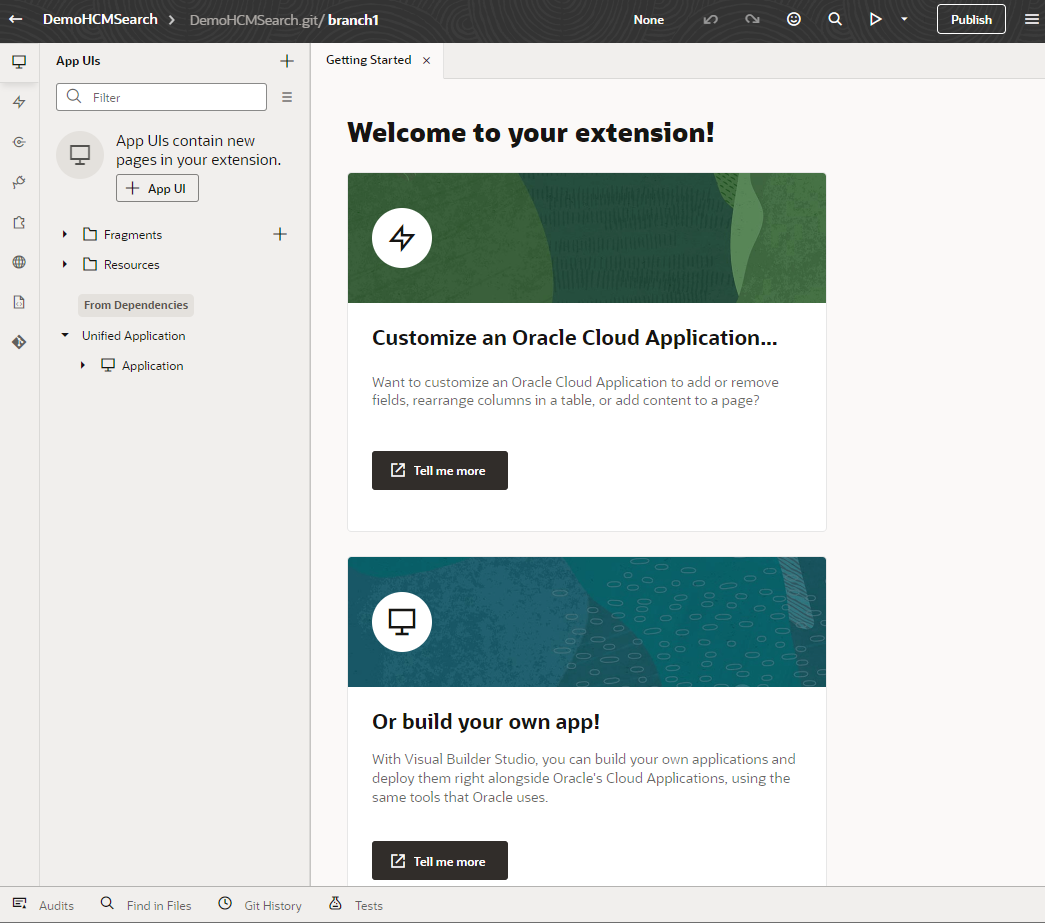 DemoHCMSearch > DemoHCMSearch.git/ branch1 None Publish
App UIs
Getting Started ×
Filter
App UIs contain new
pages in your extension.
+ App UI
Fragments
Resources
From Dependencies
Unified Application
Application
Welcome to your extension!
Customize an Oracle Cloud Application...
Want to customize an Oracle Cloud Application to add or remove
fields, rearrange columns in a table, or add content to a page?
Tell me more
Or build your own app!
With Visual Builder Studio, you can build your own applications and
deploy them right alongside Oracle's Cloud Applications, using the
same tools that Oracle uses.
Tell me more
Audits Find in Files Git History Tests